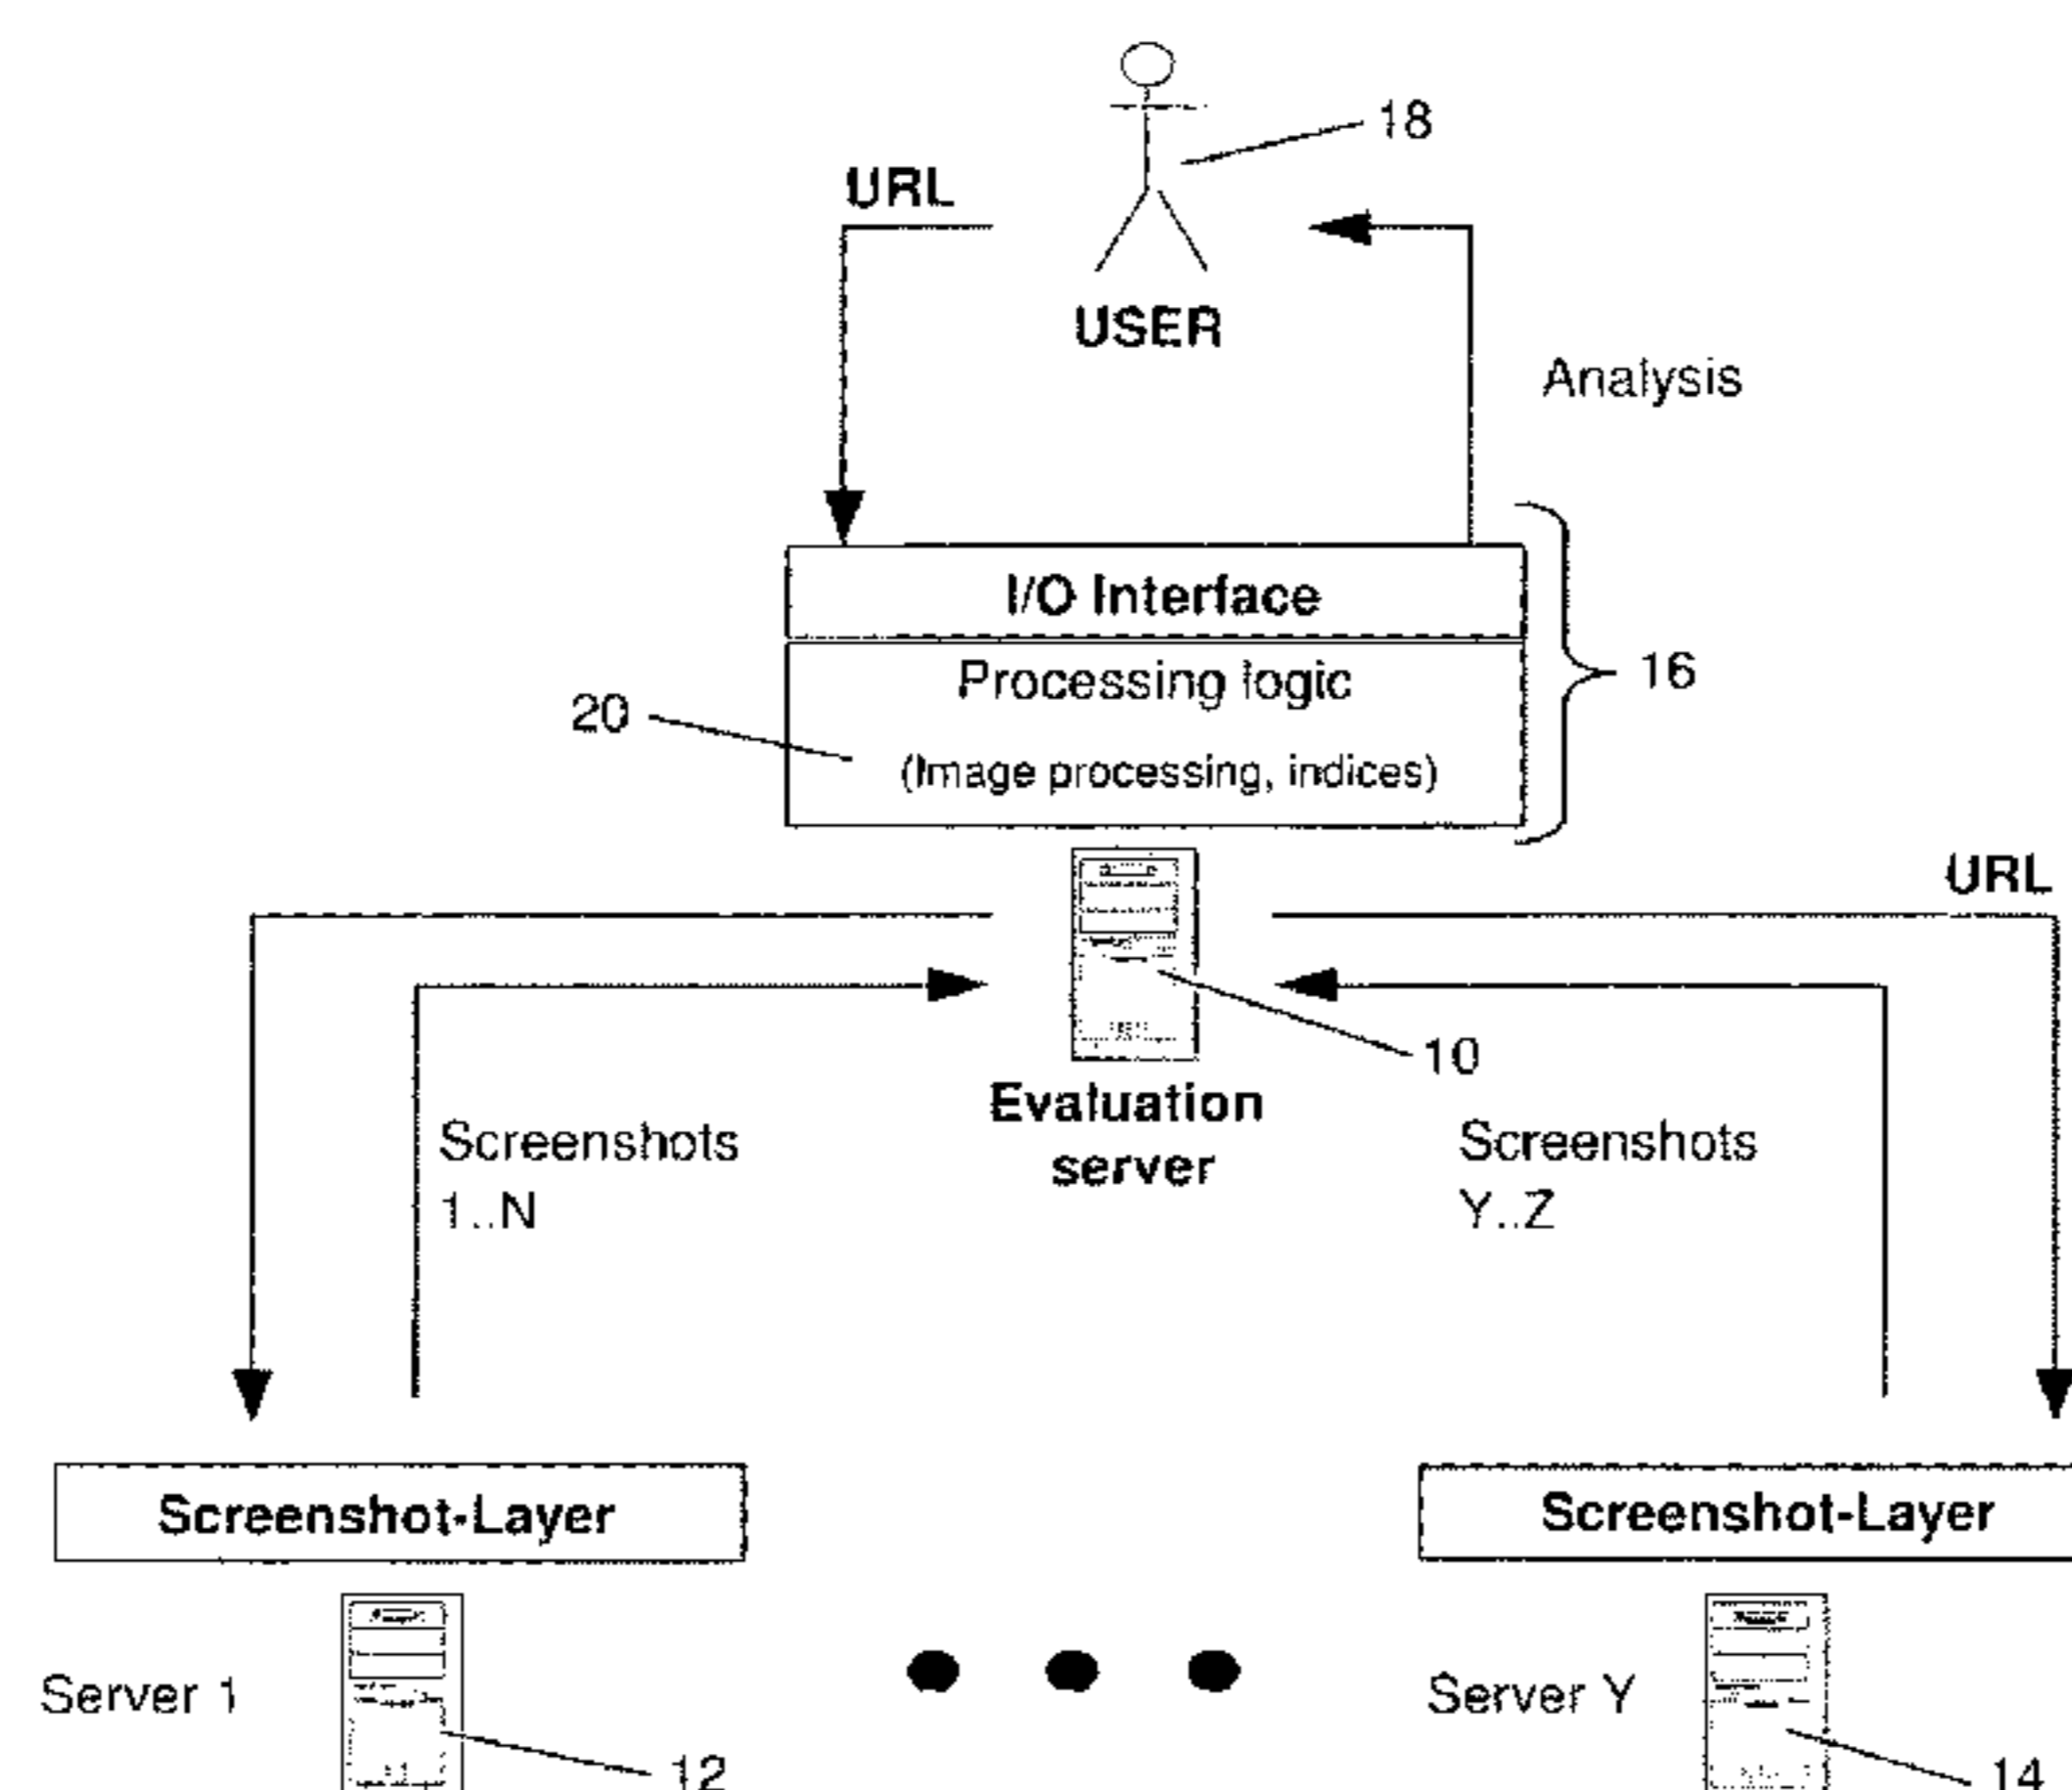 18
URL
USER
Analysis
I/O Interface
Processing logic
16
20
(Image processing, indices)
URL
10
Evaluation
server
Screenshots
1..N
Screenshots
Y..Z
Screenshot-Layer
Screenshot-Layer
Server 1
Server Y
12
14